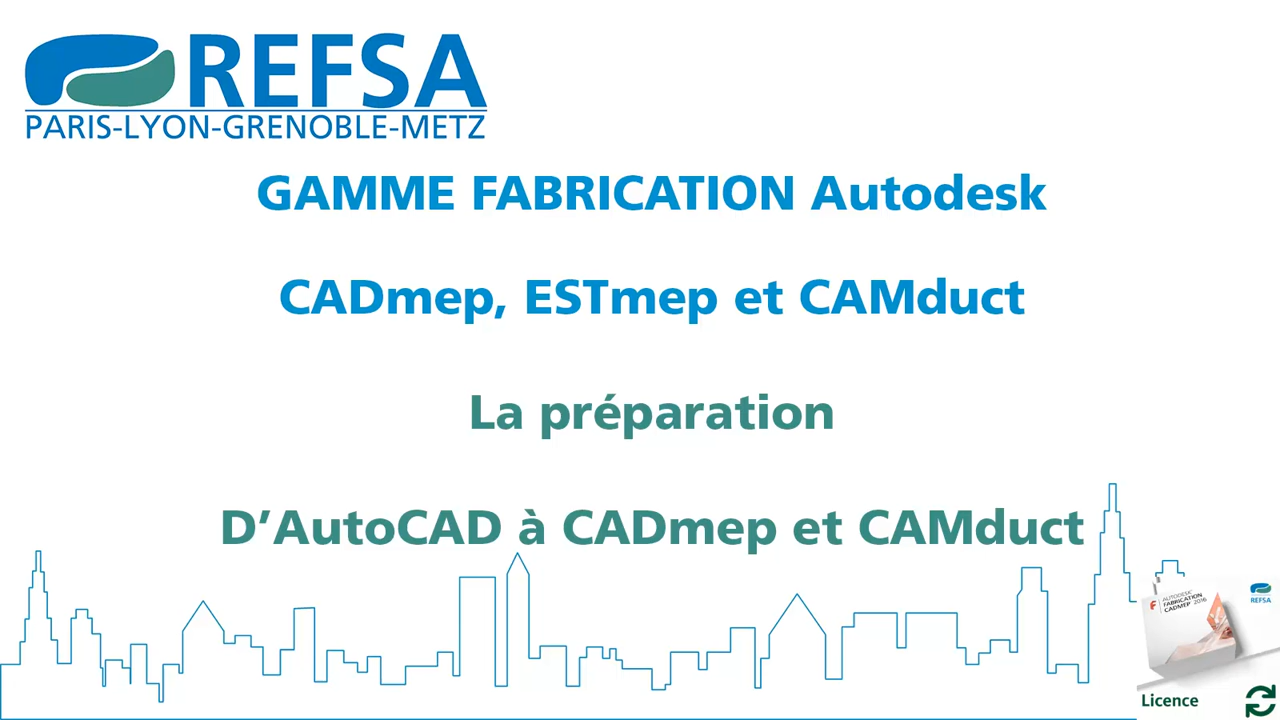 REFSA
PARIS-LYON-GRENOBLE-METZ
GAMME FABRICATION Autodesk
CADmep, ESTmep et CAMduct
La préparation
D’AutoCAD à CADmep et CAMduct
REFSA
AUTODESK
FABRICATION
CADMEP 2016
Licence